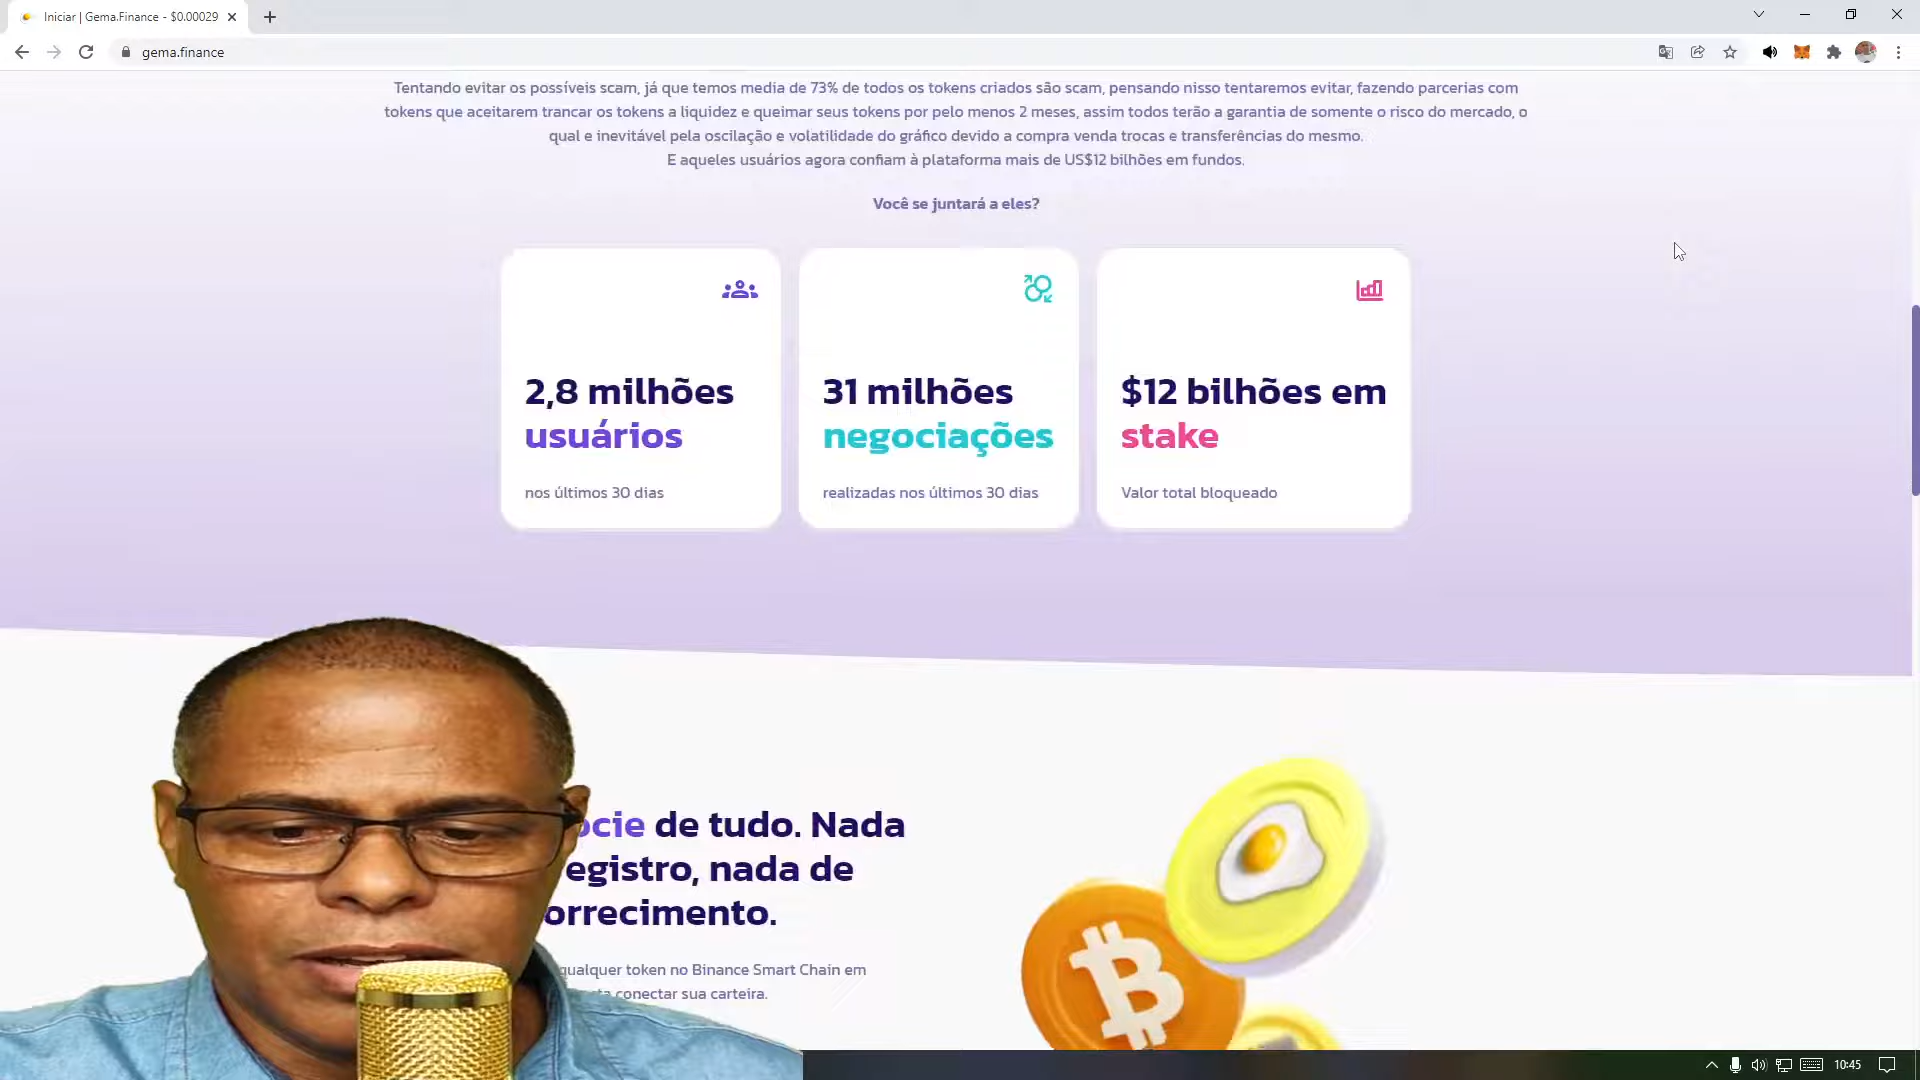 Iniciar | Gema.Finance - $0.00029
gema.finance
Tentando evitar os possíveis scam, já que temos media de 73% de todos os tokens criados são scam, pensando nisso tentaremos evitar, fazendo parcerias com
tokens que aceitarem trancar os tokens a liquidez e queimar seus tokens por pelo menos 2 meses, assim todos terão a garantia de somente o risco do mercado, o
qual e inevitável pela oscilação e volatilidade do gráfico devido a compra venda trocas e transferências do mesmo.
E aqueles usuários agora confiam à plataforma mais de US$12 bilhões em fundos.
Você se juntará a eles?
2,8 milhões
usuários
nos últimos 30 dias
31 milhões
negociações
realizadas nos últimos 30 dias
$12 bilhões em
stake
Valor total bloqueado
ocie de tudo. Nada
egistro, nada de
orrecimento.
qualquer token no Binance Smart Chain em
conectar sua carteira.
10:45